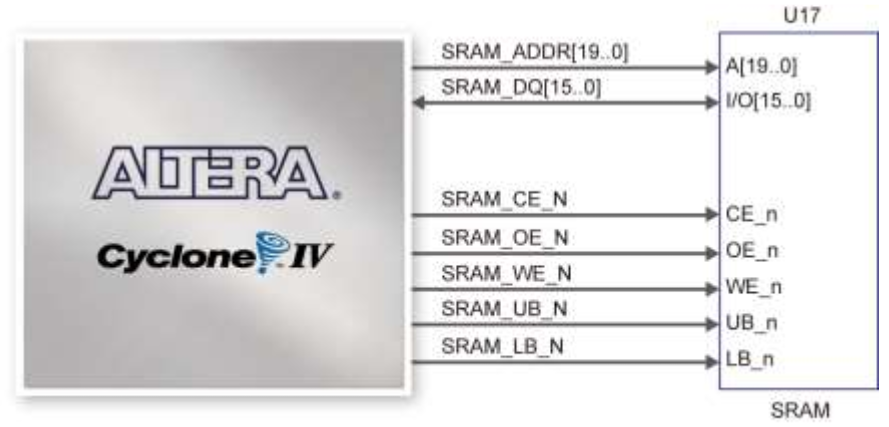 U17
SRAM_ADDR[19..0]
A[19..0]
SRAM_DQ[15..0]
I/O[15..0]
ALTERA.
Cyclone IV
SRAM_CE_N
CE_n
SRAM_OE_N
OE_n
SRAM_WE_N
WE_n
SRAM_UB_N
UB_n
SRAM_LB_N
LB_n
SRAM